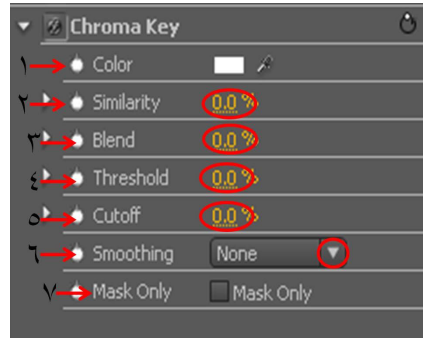 Chroma Key
١ Color
٢ Similarity 0.0 %
٣ Blend 0.0 %
٤ Threshold 0.0 %
٥ Cutoff 0.0 %
٦ Smoothing None
٧ Mask Only Mask Only